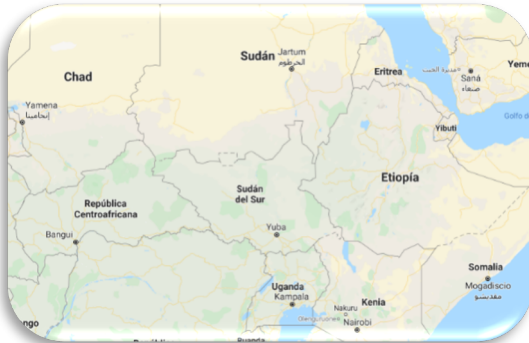 Sudán
Jartum
الخرطوم
Chad
Eritrea
Saná
صنعاء
Yeme
Yamena
إنجامينا
Golfo d
Yibuti
Etiopía
República
Centroafricana
Sudán
del Sur
Bangui
Yuba
Somalia
Uganda
Kampala
Mogadiscio
مقديشو
Kenia
Nakuru
Nairobi
ongo
Ruanda